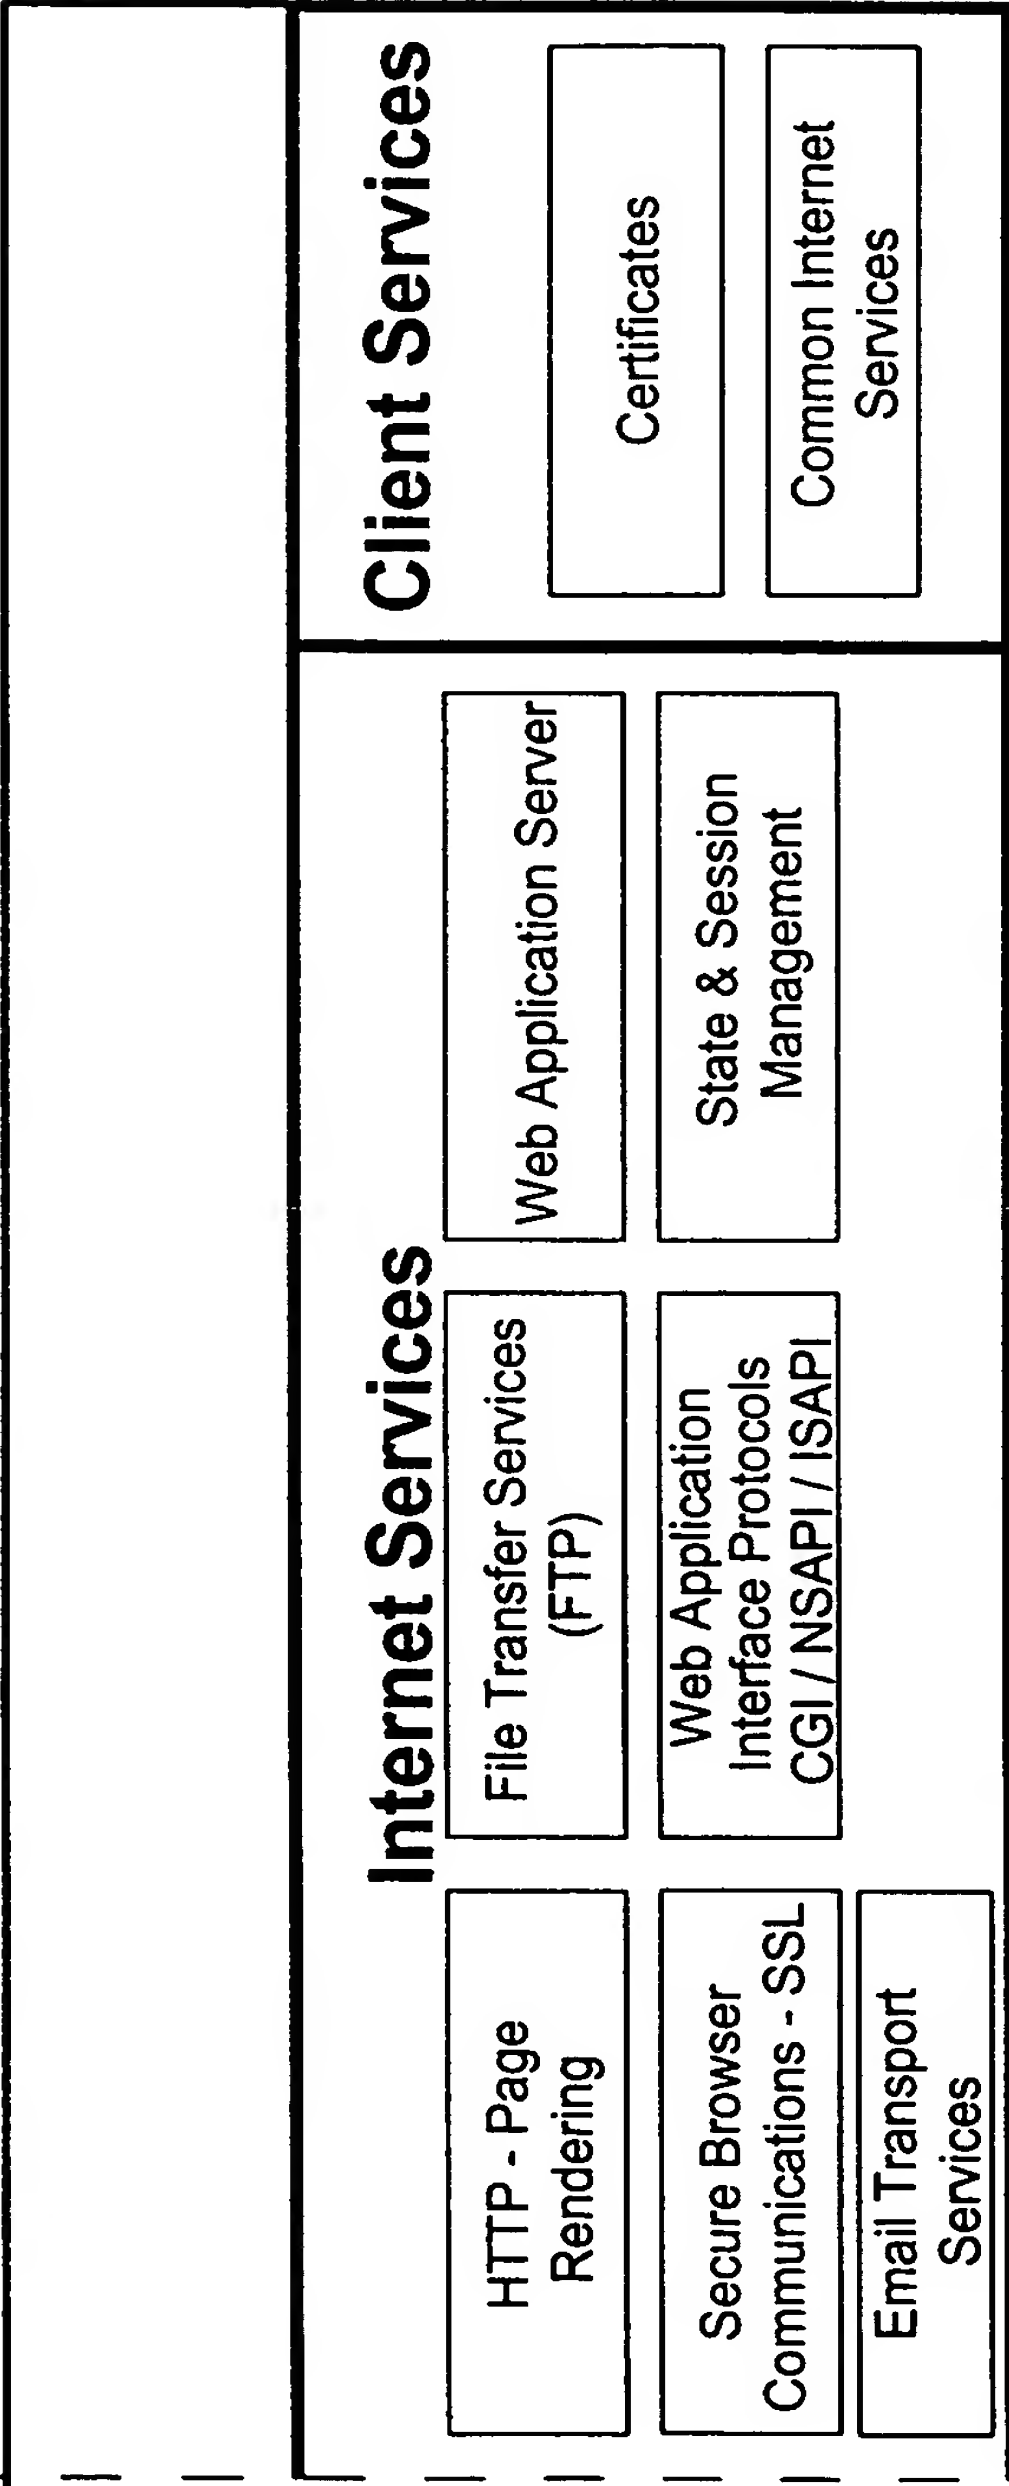 Internet Services
HTTP - Page
Rendering
File Transfer Services
(FTP)
Web Application Server
Secure Browser
Communications - SSL
Web Application
Interface Protocols
CGI / NSAPI / ISAPI
State & Session
Management
Email Transport
Services
Client Services
Certificates
Common Internet
Services